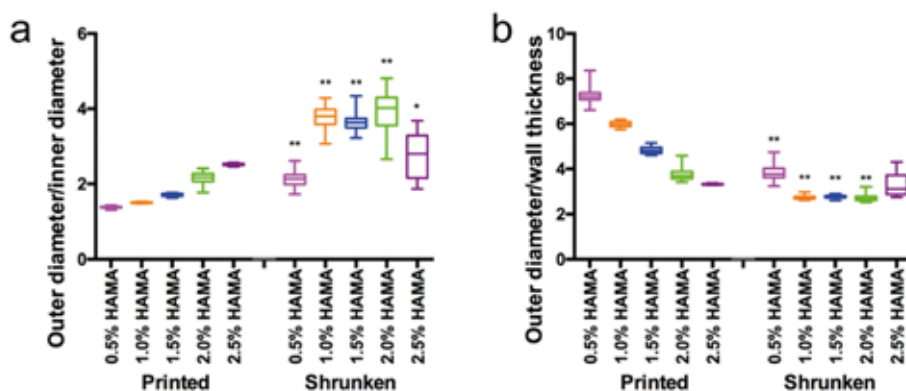 a
Outer diameter/inner diameter
6
4
2
0
** ** ** ** *
0.5% HAMA
1.0% HAMA
1.5% HAMA
2.0% HAMA
2.5% HAMA
0.5% HAMA
1.0% HAMA
1.5% HAMA
2.0% HAMA
2.5% HAMA
Printed Shrunken
b
Outer diameter/wall thickness
10
8
6
4
2
0
** ** ** **
0.5% HAMA
1.0% HAMA
1.5% HAMA
2.0% HAMA
2.5% HAMA
0.5% HAMA
1.0% HAMA
1.5% HAMA
2.0% HAMA
2.5% HAMA
Printed Shrunken